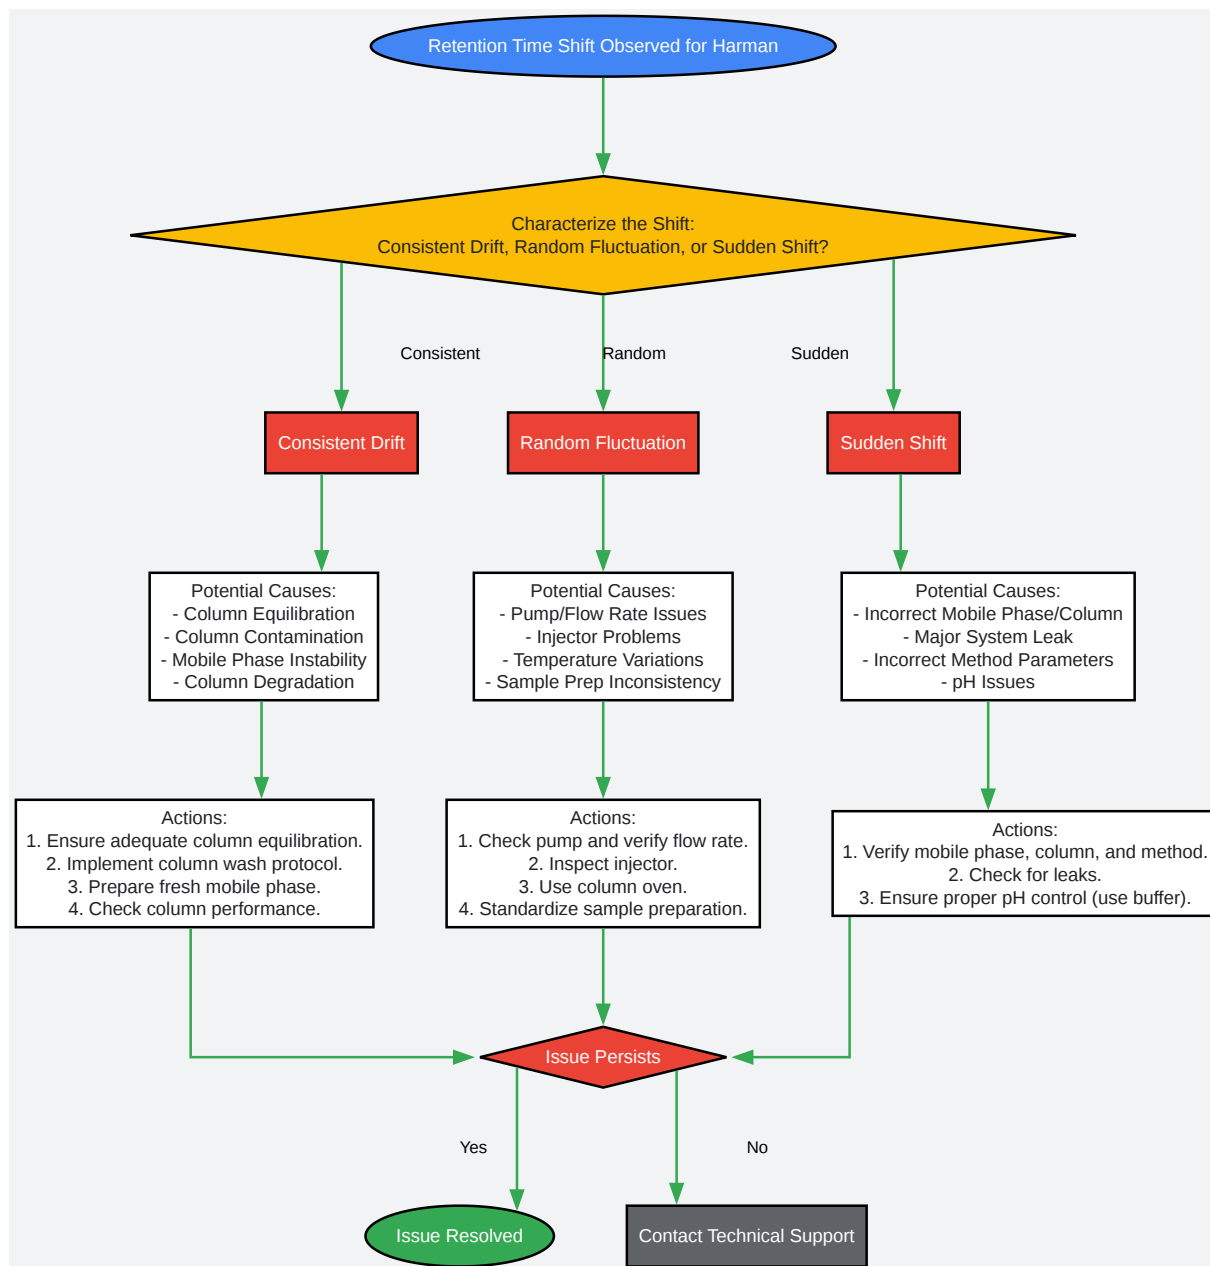 Retention Time Shift Observed for Harman
Characterize the Shift:
Consistent Drift, Random Fluctuation, or Sudden Shift?
Consistent
Random
Sudden
Consistent Drift
Random Fluctuation
Sudden Shift
Potential Causes:
- Column Equilibration
- Column Contamination
- Mobile Phase Instability
- Column Degradation
Potential Causes:
- Pump/Flow Rate Issues
- Injector Problems
- Temperature Variations
- Sample Prep Inconsistency
Potential Causes:
- Incorrect Mobile Phase/Column
- Major System Leak
- Incorrect Method Parameters
- pH Issues
Actions:
1. Ensure adequate column equilibration.
2. Implement column wash protocol.
3. Prepare fresh mobile phase.
4. Check column performance.
Actions:
1. Check pump and verify flow rate.
2. Inspect injector.
3. Use column oven.
4. Standardize sample preparation.
Actions:
1. Verify mobile phase, column, and method.
2. Check for leaks.
3. Ensure proper pH control (use buffer).
Issue Persists
Yes
No
Issue Resolved
Contact Technical Support